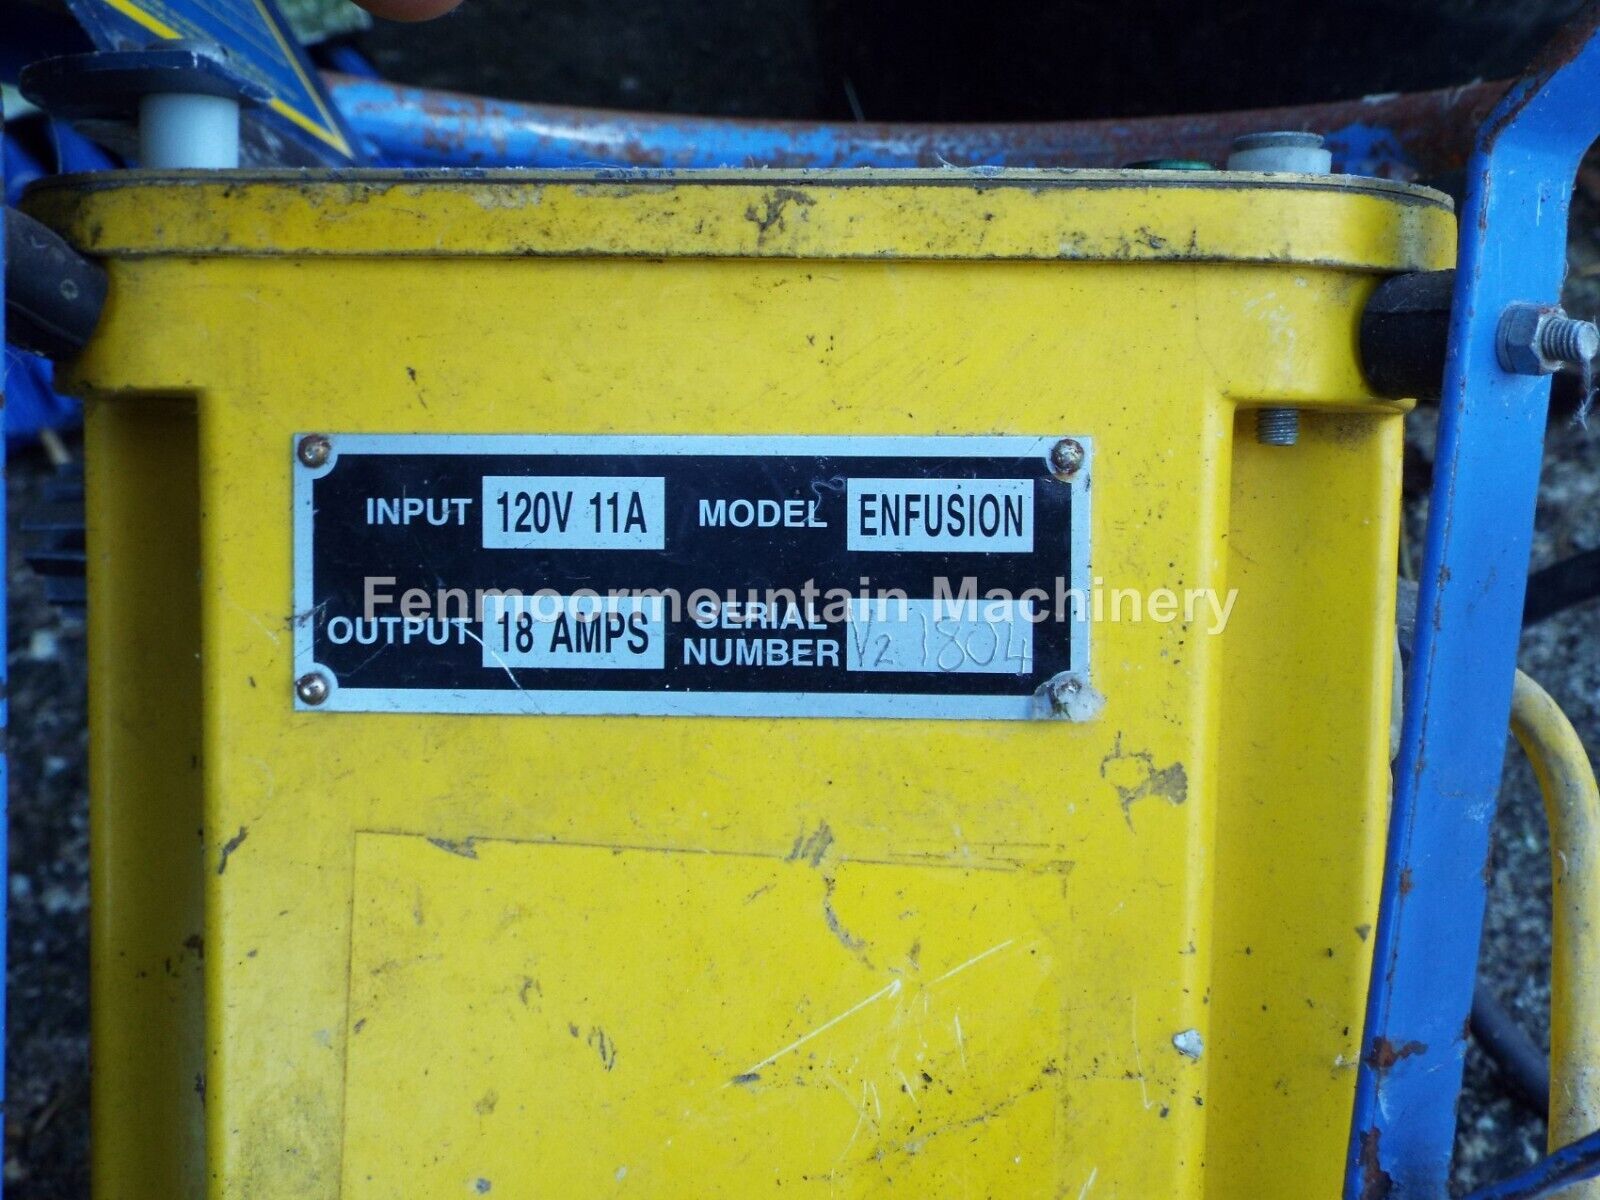 INPUT 120V 11A MODEL ENFUSION
Fenmoormountain Machinery
OUTPUT 18 AMPS SERIAL NUMBER V2 1804